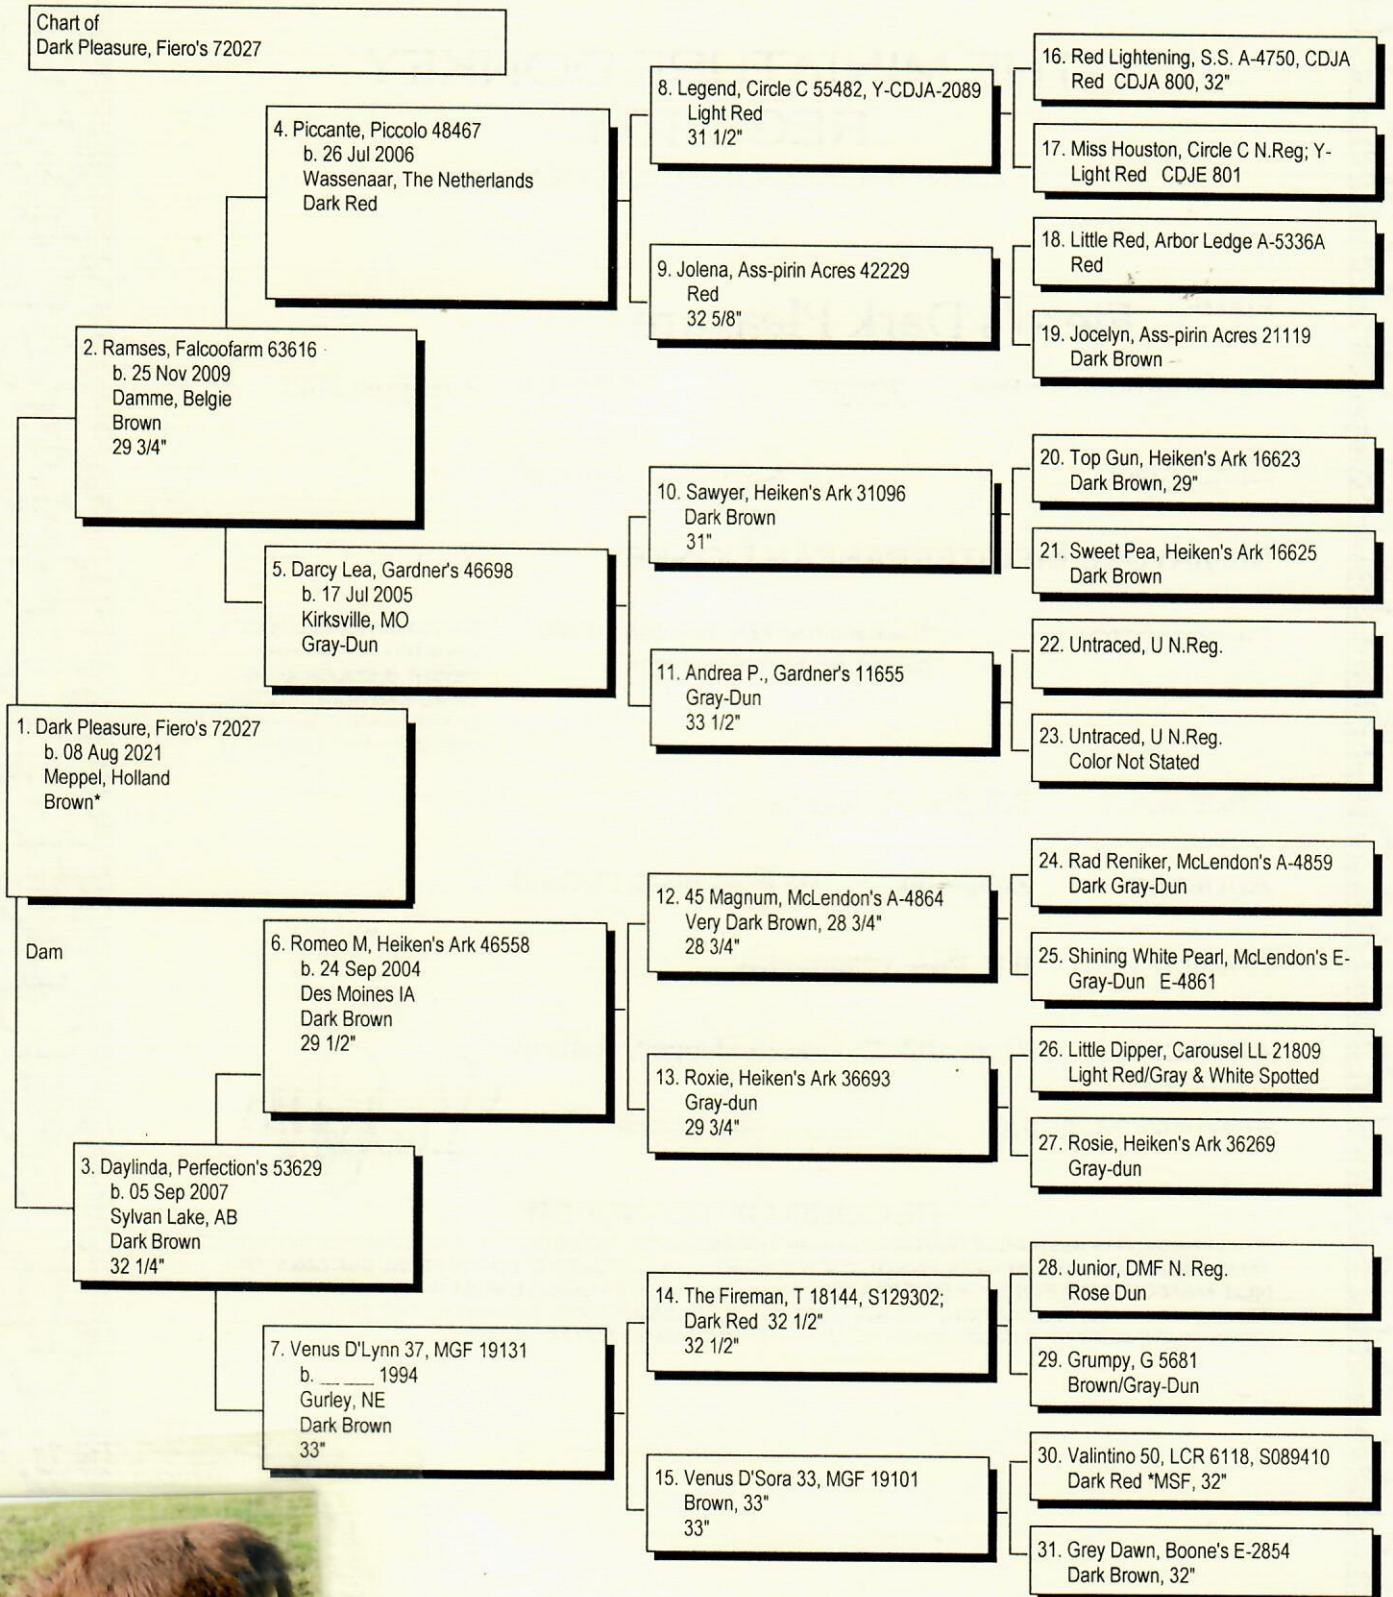 Chart of
Dark Pleasure, Fiero's 72027
1. Dark Pleasure, Fiero's 72027
b. 08 Aug 2021
Meppel, Holland
Brown*
Dam
2. Ramses, Falcoofarm 63616
b. 25 Nov 2009
Damme, Belgie
Brown
29 3/4"
3. Daylinda, Perfection's 53629
b. 05 Sep 2007
Sylvan Lake, AB
Dark Brown
32 1/4"
4. Piccante, Piccolo 48467
b. 26 Jul 2006
Wassenaar, The Netherlands
Dark Red
5. Darcy Lea, Gardner's 46698
b. 17 Jul 2005
Kirksville, MO
Gray-Dun
6. Romeo M, Heiken's Ark 46558
b. 24 Sep 2004
Des Moines IA
Dark Brown
29 1/2"
7. Venus D'Lynn 37, MGF 19131
b. __ ___ 1994
Gurley, NE
Dark Brown
33"
8. Legend, Circle C 55482, Y-CDJA-2089
Light Red
31 1/2"
9. Jolena, Ass-pirin Acres 42229
Red
32 5/8"
10. Sawyer, Heiken's Ark 31096
Dark Brown
31"
11. Andrea P., Gardner's 11655
Gray-Dun
33 1/2"
12. 45 Magnum, McLendon's A-4864
Very Dark Brown, 28 3/4"
28 3/4"
13. Roxie, Heiken's Ark 36693
Gray-dun
29 3/4"
14. The Fireman, T 18144, S129302;
Dark Red 32 1/2"
32 1/2"
15. Venus D'Sora 33, MGF 19101
Brown, 33"
33"
16. Red Lightening, S.S. A-4750, CDJA
Red CDJA 800, 32"
17. Miss Houston, Circle C N.Reg; Y-
Light Red CDJE 801
18. Little Red, Arbor Ledge A-5336A
Red
19. Jocelyn, Ass-pirin Acres 21119
Dark Brown
20. Top Gun, Heiken's Ark 16623
Dark Brown, 29"
21. Sweet Pea, Heiken's Ark 16625
Dark Brown
22. Untraced, U N.Reg.
23. Untraced, U N.Reg.
Color Not Stated
24. Rad Reniker, McLendon's A-4859
Dark Gray-Dun
25. Shining White Pearl, McLendon's E-
Gray-Dun E-4861
26. Little Dipper, Carousel LL 21809
Light Red/Gray & White Spotted
27. Rosie, Heiken's Ark 36269
Gray-dun
28. Junior, DMF N. Reg.
Rose Dun
29. Grumpy, G 5681
Brown/Gray-Dun
30. Valintino 50, LCR 6118, S089410
Dark Red *MSF, 32"
31. Grey Dawn, Boone's E-2854
Dark Brown, 32"